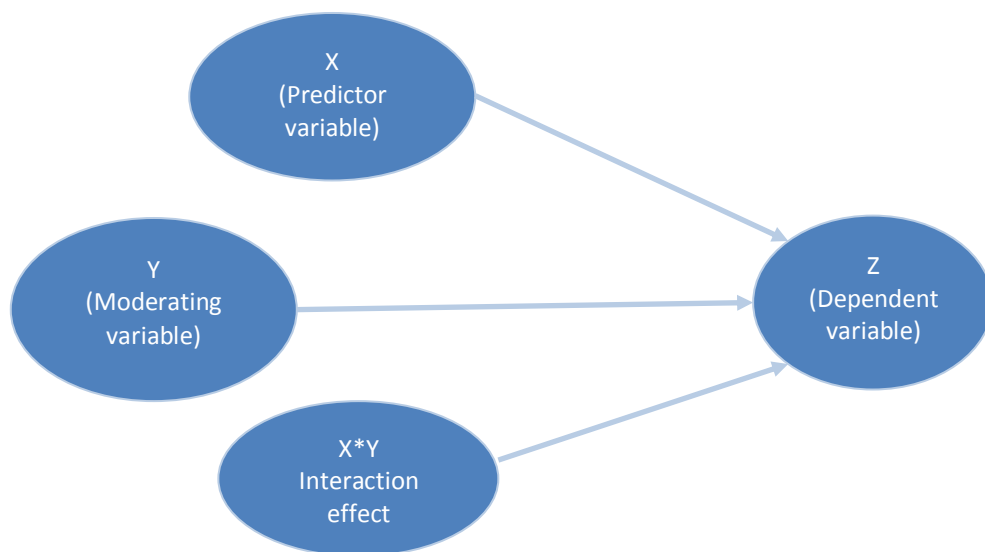 X
(Predictor
variable)
Y
(Moderating
variable)
Z
(Dependent
variable)
X*Y
Interaction
effect